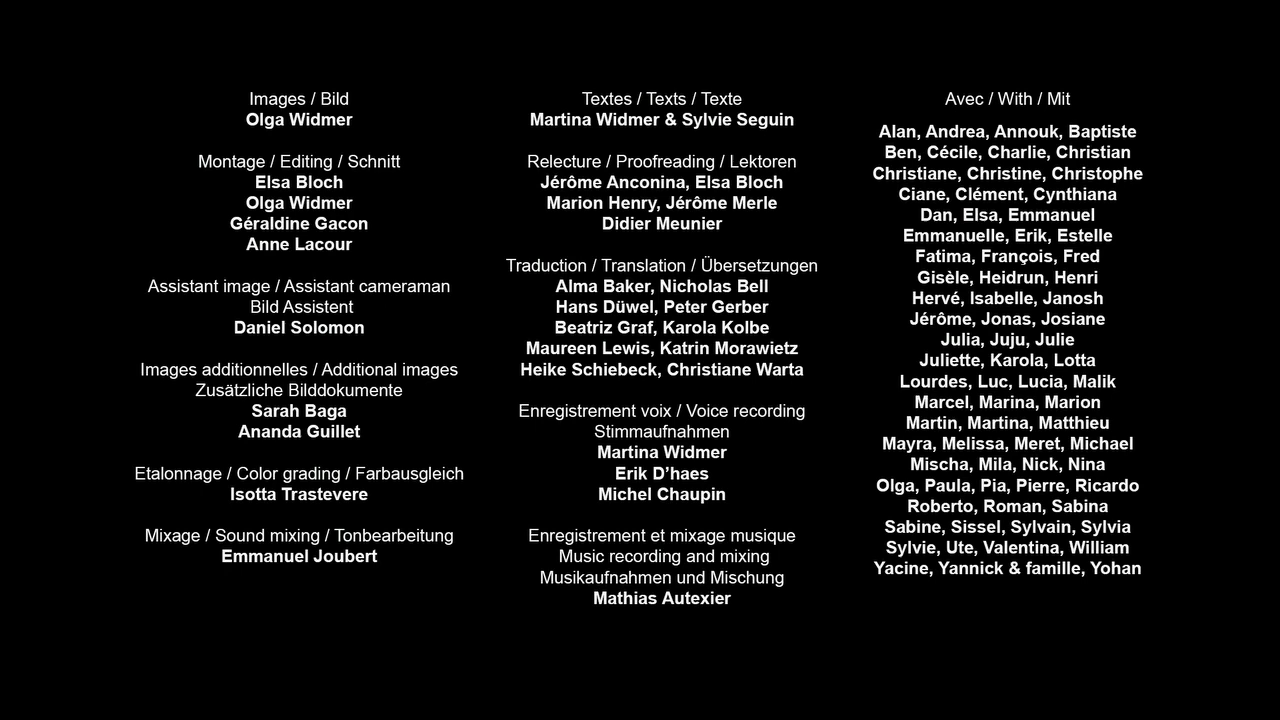 Images / Bild
Olga Widmer
Montage / Editing / Schnitt
Elsa Bloch
Olga Widmer
Géraldine Gacon
Anne Lacour
Assistant image / Assistant cameraman
Bild Assistent
Daniel Solomon
Images additionnelles / Additional images
Zusätzliche Bilddokumente
Sarah Baga
Ananda Guillet
Etalonnage / Color grading / Farbausgleich
Isotta Trastevere
Mixage / Sound mixing / Tonbearbeitung
Emmanuel Joubert
Textes / Texts / Texte
Martina Widmer & Sylvie Seguin
Relecture / Proofreading / Lektoren
Jérôme Anconina, Elsa Bloch
Marion Henry, Jérôme Merle
Didier Meunier
Traduction / Translation / Übersetzungen
Alma Baker, Nicholas Bell
Hans Düwel, Peter Gerber
Beatriz Graf, Karola Kolbe
Maureen Lewis, Katrin Morawietz
Heike Schiebeck, Christiane Warta
Enregistrement voix / Voice recording
Stimmaufnahmen
Martina Widmer
Erik D’haes
Michel Chaupin
Enregistrement et mixage musique
Music recording and mixing
Musikaufnahmen und Mischung
Mathias Autexier
Avec / With / Mit
Alan, Andrea, Annouk, Baptiste
Ben, Cécile, Charlie, Christian
Christiane, Christine, Christophe
Ciane, Clément, Cynthiana
Dan, Elsa, Emmanuel
Emmanuelle, Erik, Estelle
Fatima, François, Fred
Gisèle, Heidrun, Henri
Hervé, Isabelle, Janosh
Jérôme, Jonas, Josiane
Julia, Juju, Julie
Juliette, Karola, Lotta
Lourdes, Luc, Lucia, Malik
Marcel, Marina, Marion
Martin, Martina, Matthieu
Mayra, Melissa, Meret, Michael
Mischa, Mila, Nick, Nina
Olga, Paula, Pia, Pierre, Ricardo
Roberto, Roman, Sabina
Sabine, Sissel, Sylvain, Sylvia
Sylvie, Ute, Valentina, William
Yacine, Yannick & famille, Yohan